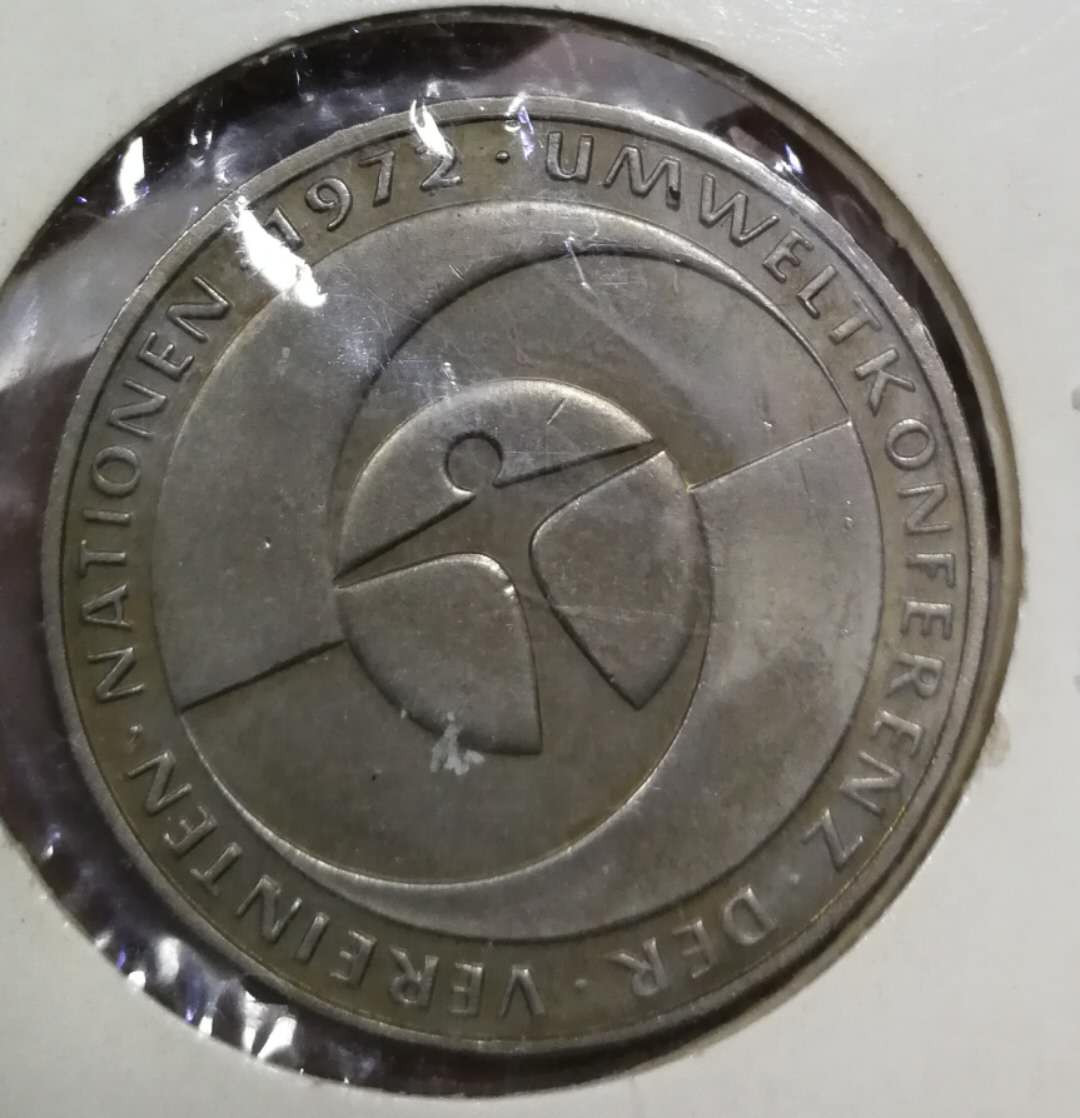 UMWELTKONFERENZ · DER · VEREINTEN · NATIONEN · 1972 ·